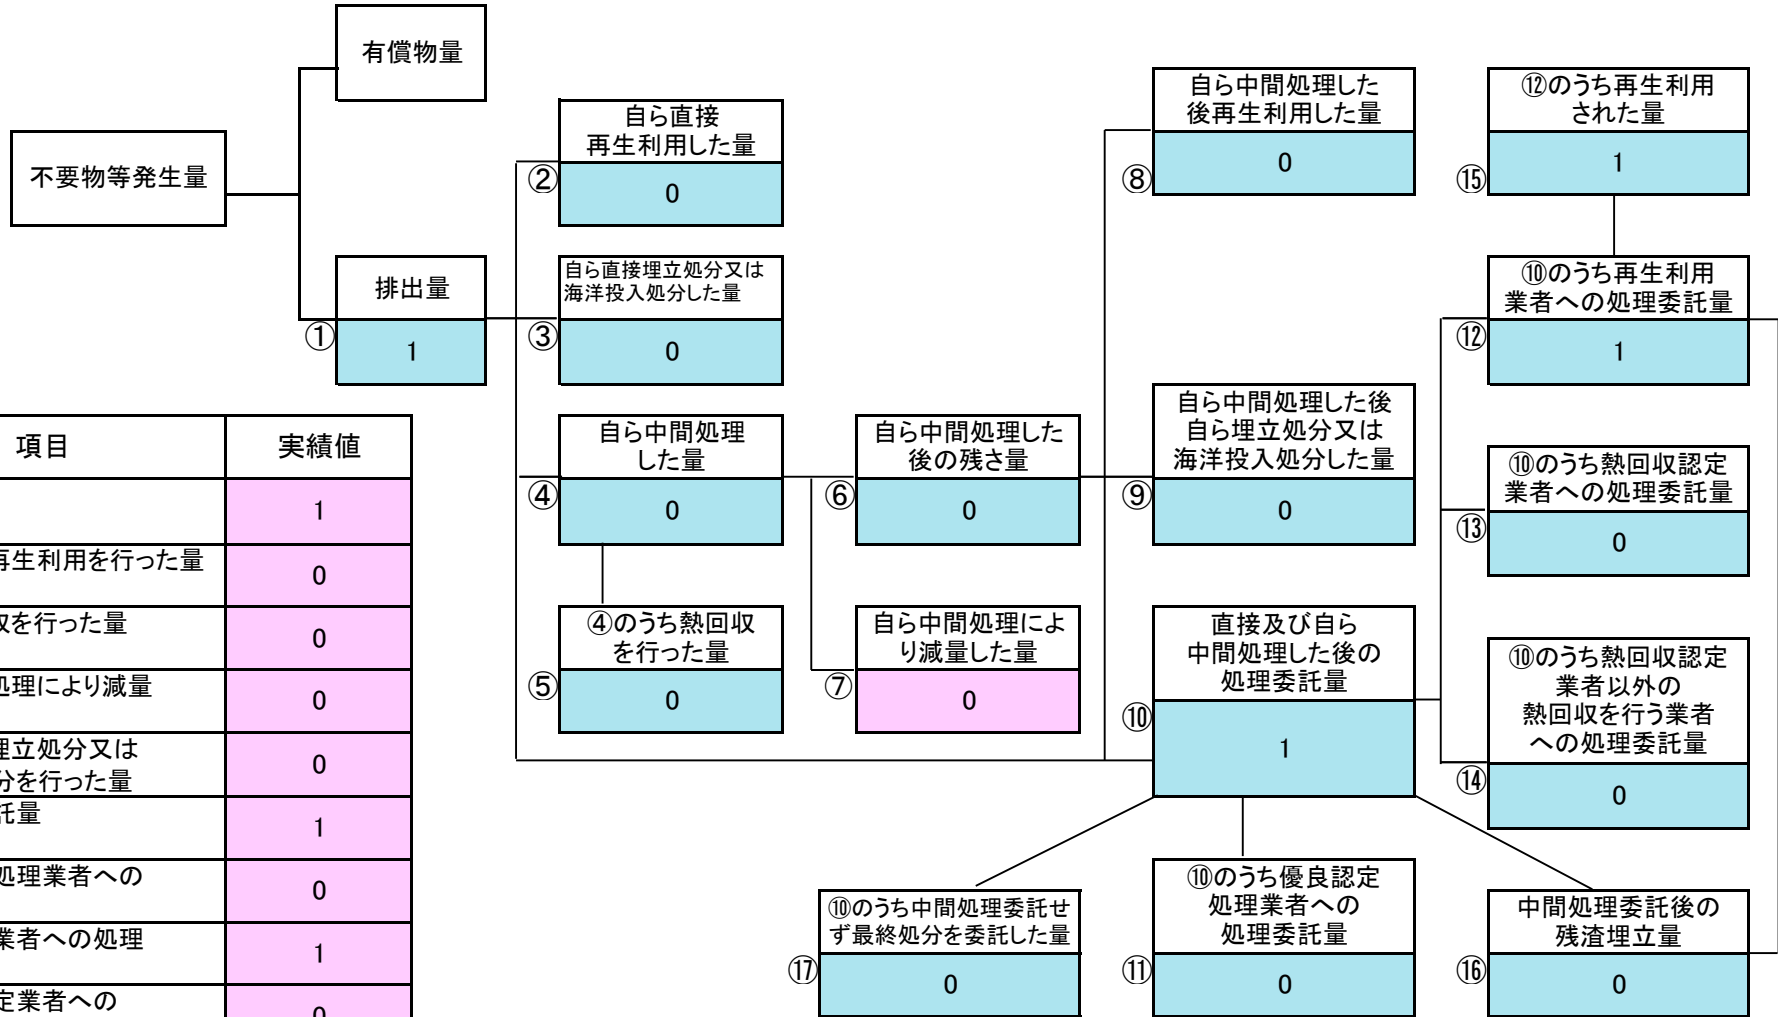 有償物量
不要物等発生量
排出量
①
1
自ら直接
再生利用した量
②
0
自ら直接埋立処分又は
海洋投入処分した量
③
0
自ら中間処理
した量
④
0
④のうち熱回収
を行った量
⑤
0
自ら中間処理した
後の残さ量
⑥
0
自ら中間処理によ
り減量した量
⑦
0
自ら中間処理した
後再生利用した量
⑧
0
自ら中間処理した後
自ら埋立処分又は
海洋投入処分した量
⑨
0
直接及び自ら
中間処理した後の
処理委託量
⑩
1
⑫のうち再生利用
された量
⑮
1
⑩のうち再生利用
業者への処理委託量
⑫
1
⑩のうち熱回収認定
業者への処理委託量
⑬
0
⑩のうち熱回収認定
業者以外の
熱回収を行う業者
への処理委託量
⑭
0
⑩のうち中間処理委託せ
ず最終処分を委託した量
⑰
0
⑩のうち優良認定
処理業者への
処理委託量
⑪
0
中間処理委託後の
残渣埋立量
⑯
0
項目 実績値
1
再生利用を行った量
0
収を行った量
0
処理により減量
0
埋立処分又は
分を行った量
0
託量
1
処理業者への
0
業者への処理
1
定業者への
0